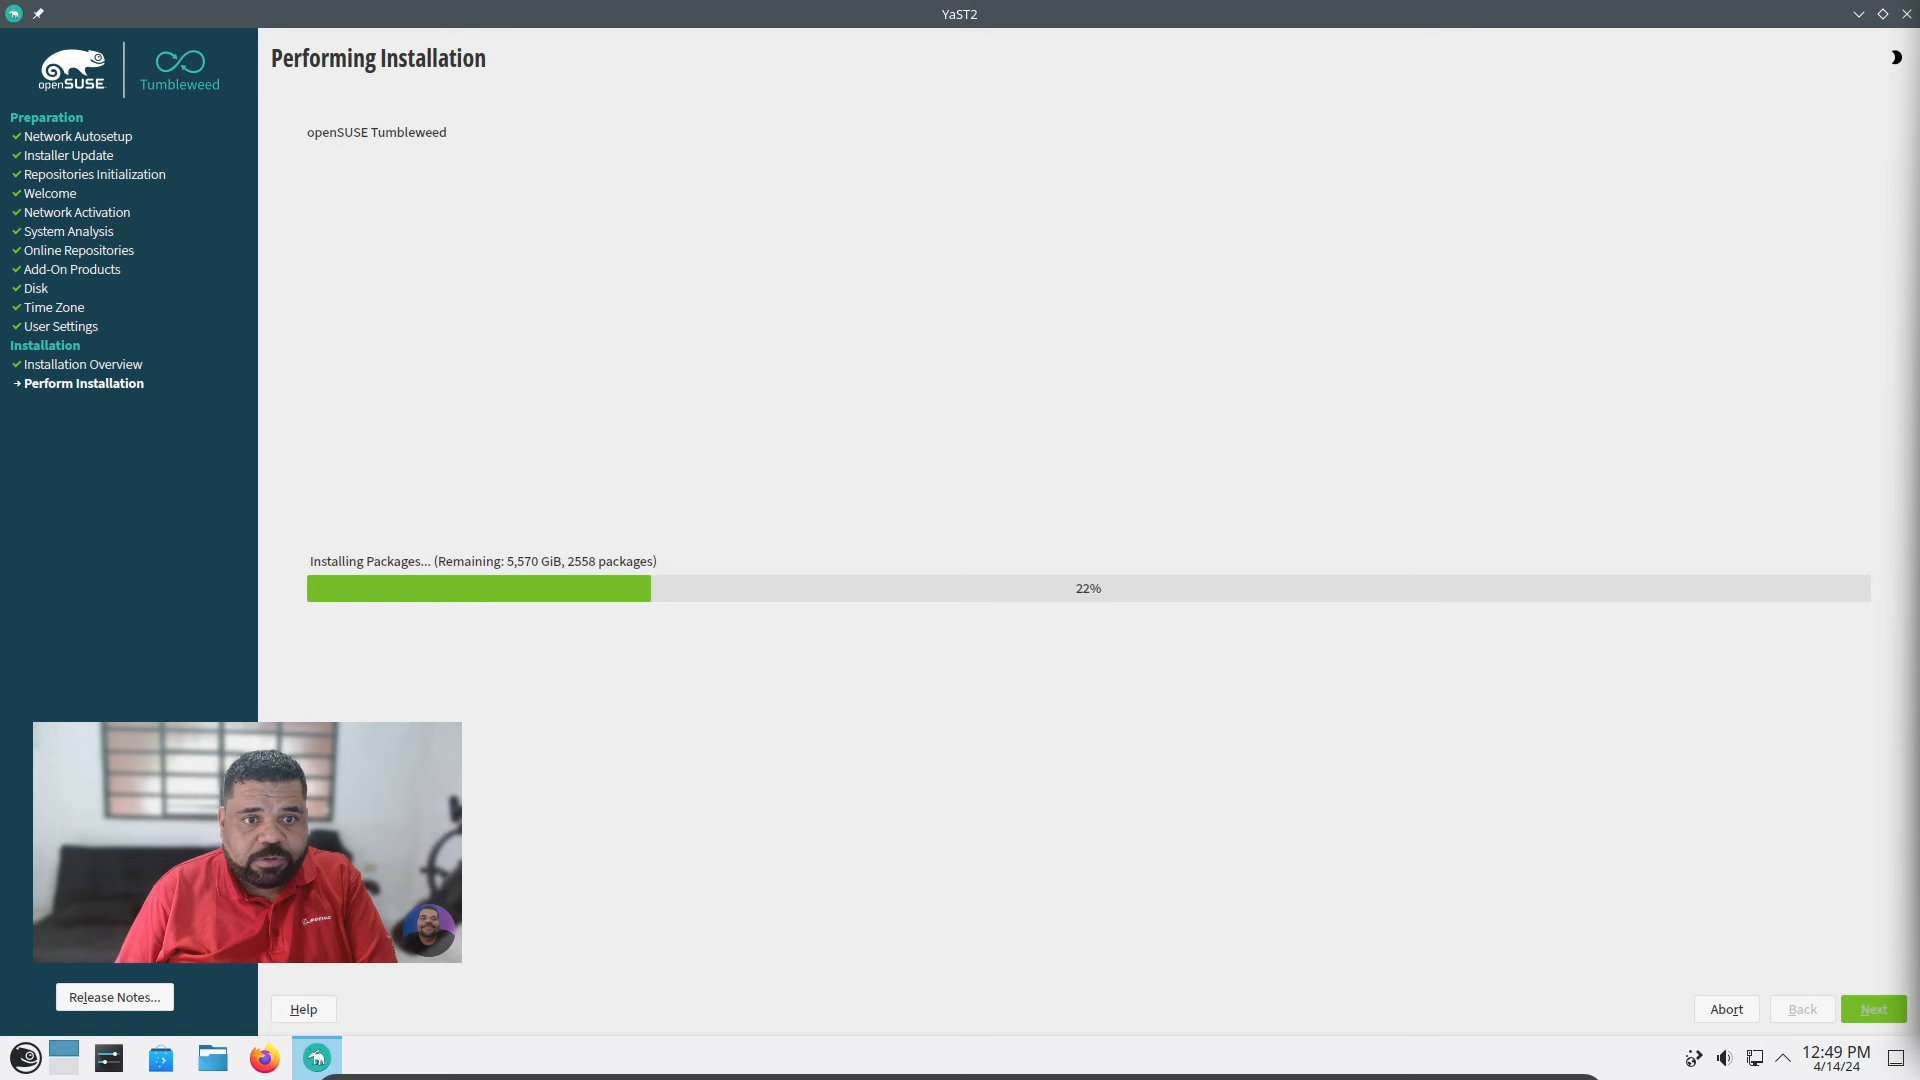 YaST2
openSUSE
Tumbleweed
Performing Installation
Preparation
Network Autosetup
Installer Update
Repositories Initialization
Welcome
Network Activation
System Analysis
Online Repositories
Add-On Products
Disk
Time Zone
User Settings
Installation
Installation Overview
Perform Installation
openSUSE Tumbleweed
Installing Packages... (Remaining: 5,570 GiB, 2558 packages)
22%
BOEING
Release Notes...
Help
Abort
Back
Next
12:49 PM
4/14/24